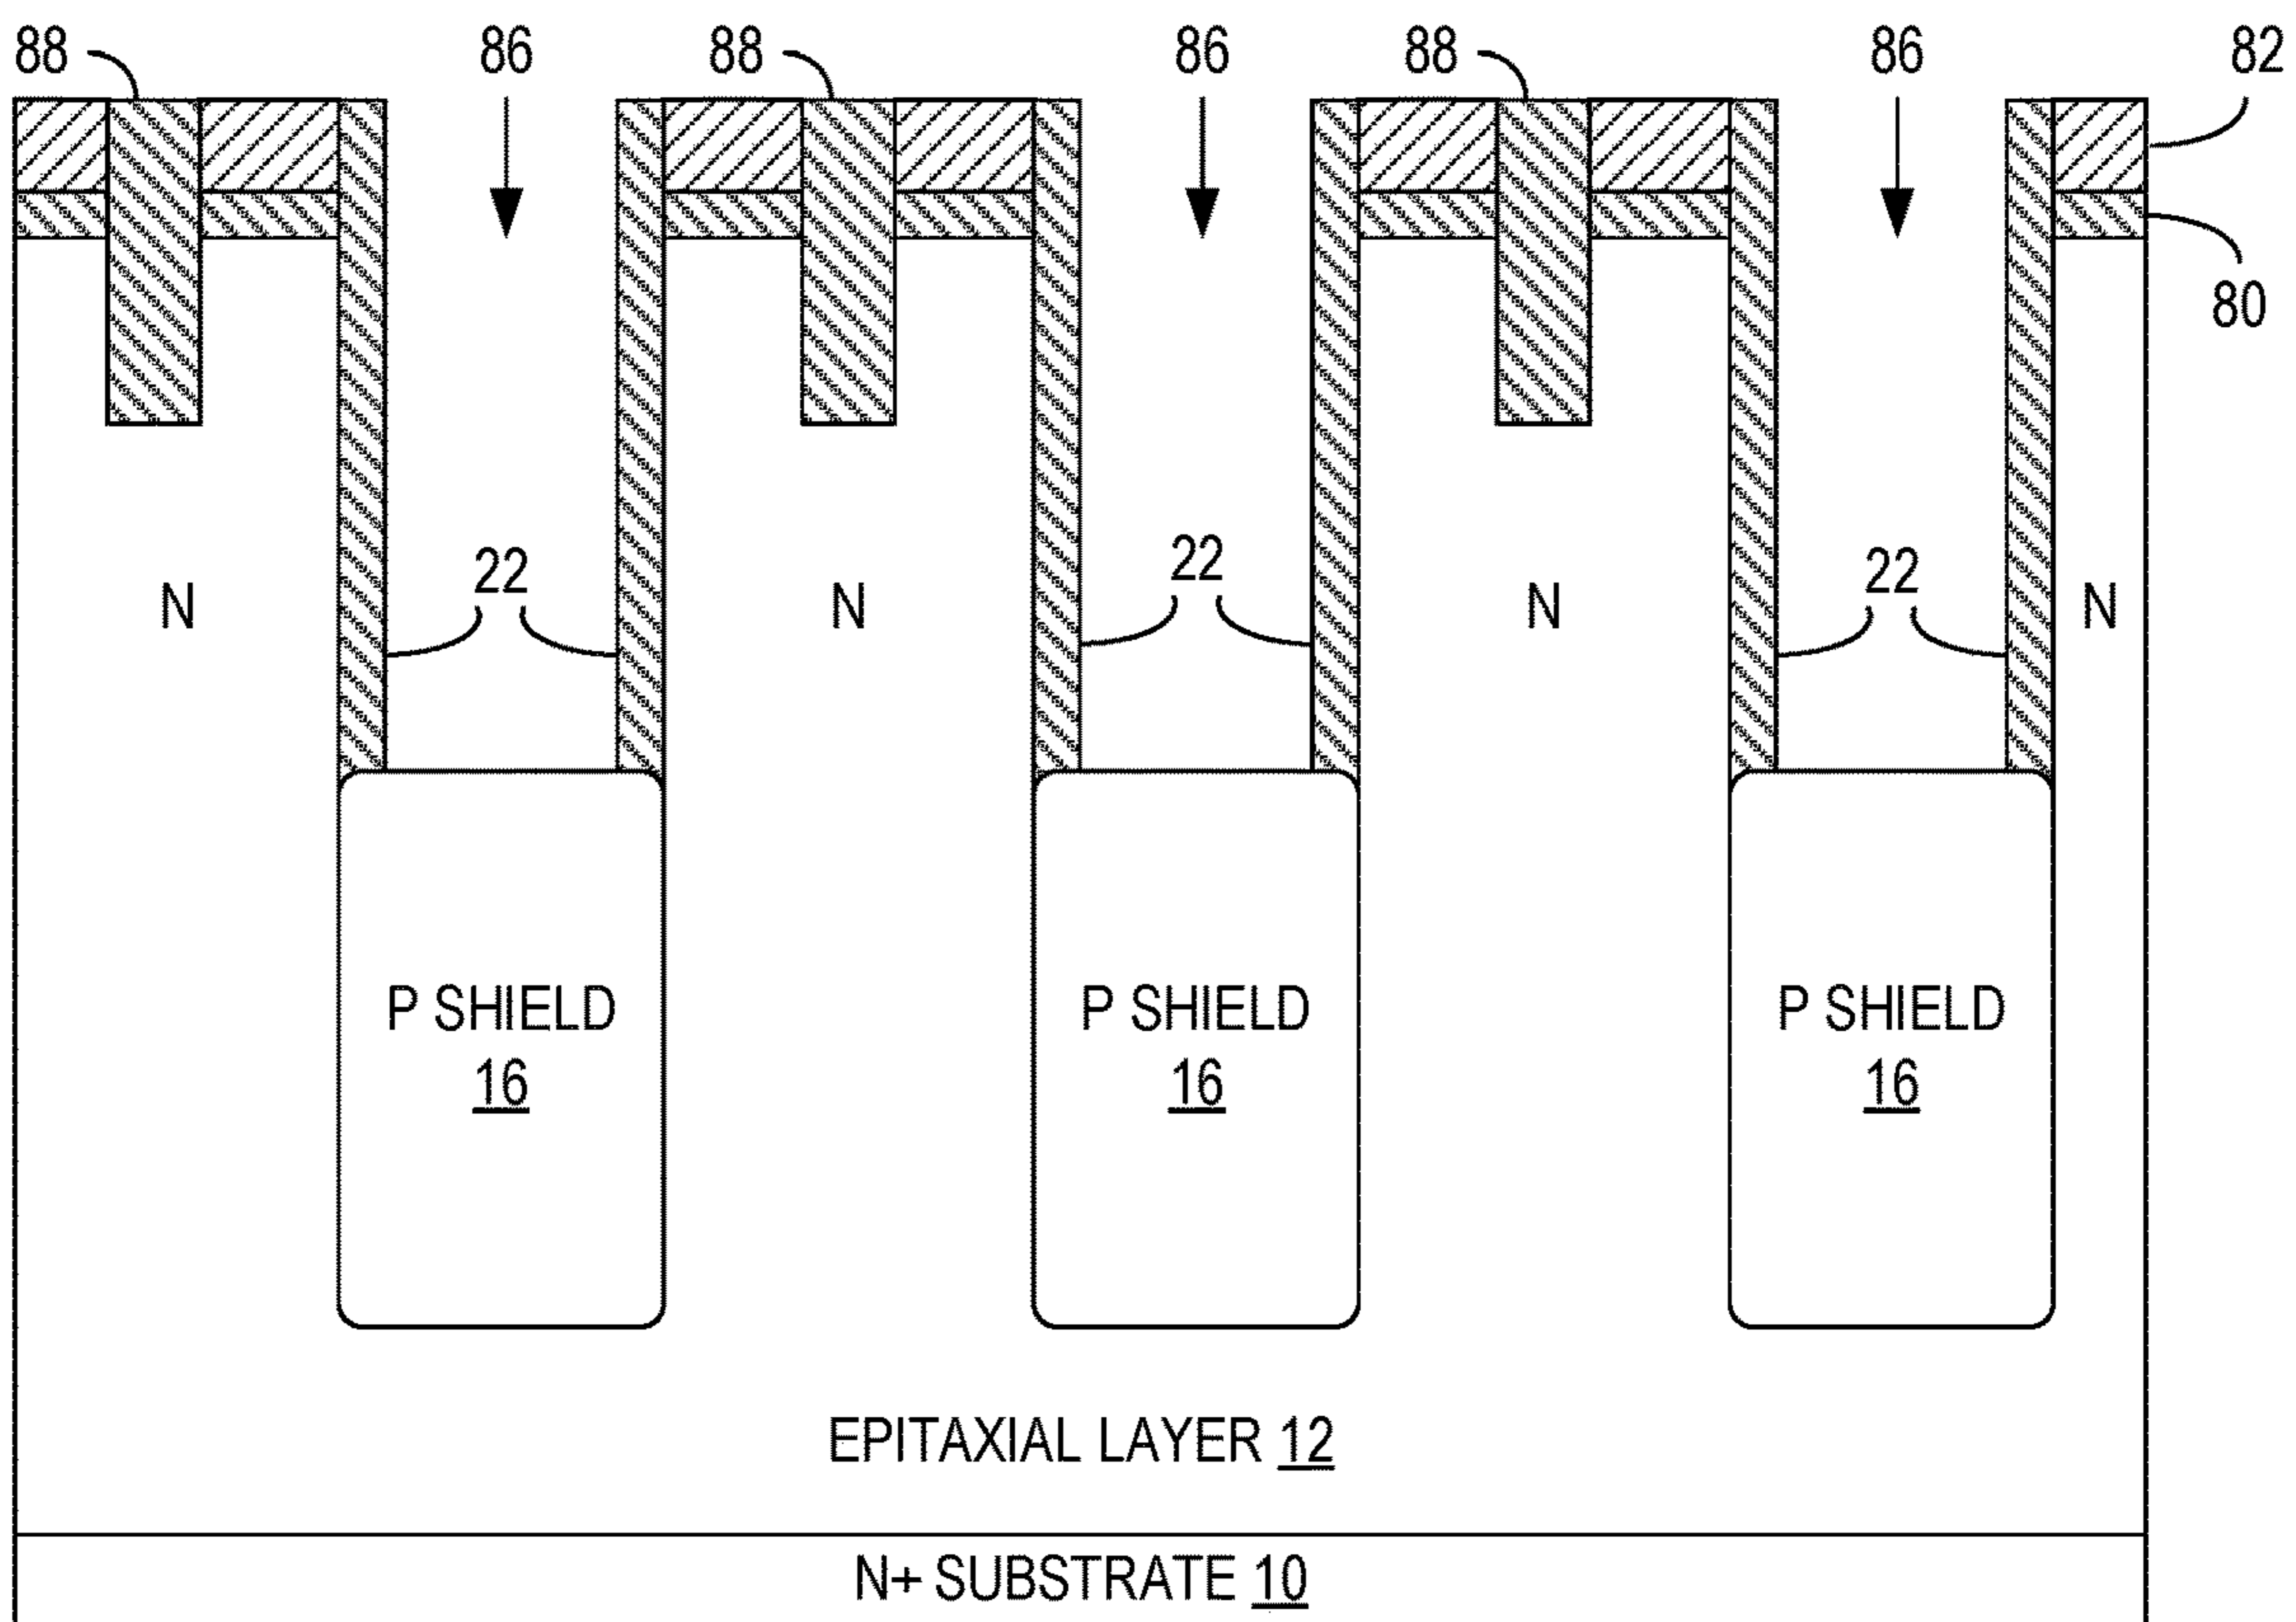 88 86 88 86 88 86 82
80
22 22 22
N N N N
P SHIELD P SHIELD P SHIELD
16 16 16
EPITAXIAL LAYER 12
N+ SUBSTRATE 10